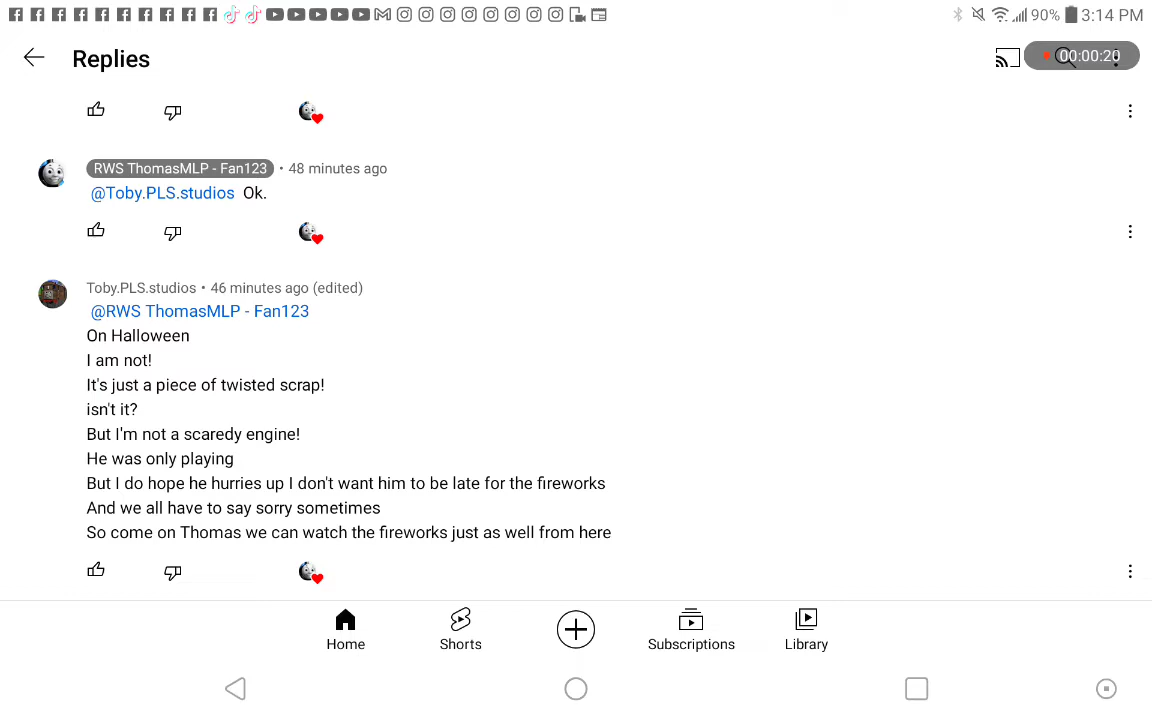 90% 3:14 PM
Replies
00:00:20
RWS ThomasMLP - Fan123 • 48 minutes ago
@Toby.PLS.studios Ok.
Toby.PLS.studios • 46 minutes ago (edited)
@RWS ThomasMLP - Fan123
On Halloween
I am not!
It's just a piece of twisted scrap!
isn't it?
But I'm not a scaredy engine!
He was only playing
But I do hope he hurries up I don't want him to be late for the fireworks
And we all have to say sorry sometimes
So come on Thomas we can watch the fireworks just as well from here
Home Shorts Subscriptions Library